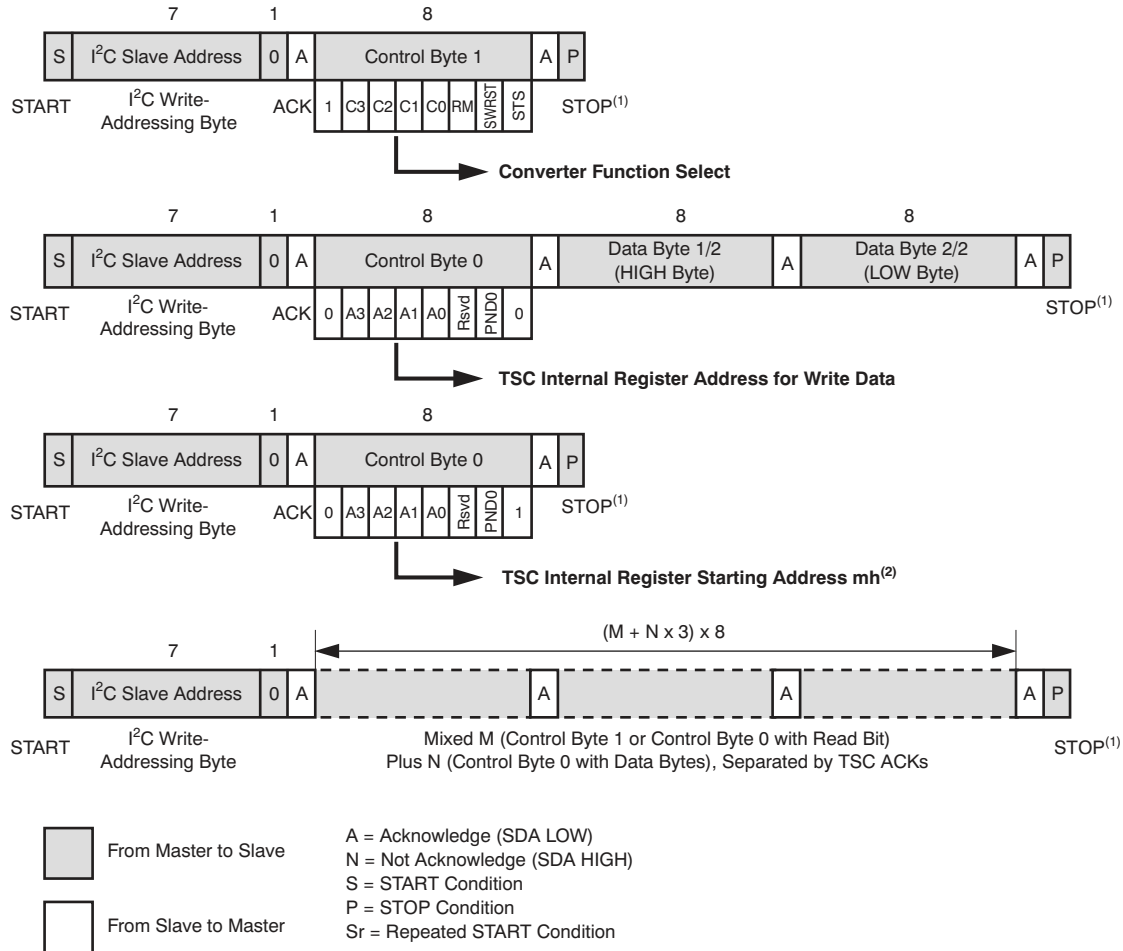 7 1 8
S I²C Slave Address 0 A Control Byte 1 A P
START I²C Write- Addressing Byte ACK 1 C3 C2 C1 C0 RM SWRST STS STOP(1)
Converter Function Select
7 1 8 8 8
S I²C Slave Address 0 A Control Byte 0 A Data Byte 1/2 (HIGH Byte) A Data Byte 2/2 (LOW Byte) A P
START I²C Write- Addressing Byte ACK 0 A3 A2 A1 A0 Rsvd PND0 0 STOP(1)
TSC Internal Register Address for Write Data
7 1 8
S I²C Slave Address 0 A Control Byte 0 A P
START I²C Write- Addressing Byte ACK 0 A3 A2 A1 A0 Rsvd PND0 1 STOP(1)
TSC Internal Register Starting Address mh(2)
(M + N x 3) x 8
7 1
S I²C Slave Address 0 A A A A P
START I²C Write- Addressing Byte
Mixed M (Control Byte 1 or Control Byte 0 with Read Bit)
Plus N (Control Byte 0 with Data Bytes), Separated by TSC ACKs
STOP(1)
From Master to Slave
From Slave to Master
A = Acknowledge (SDA LOW)
N = Not Acknowledge (SDA HIGH)
S = START Condition
P = STOP Condition
Sr = Repeated START Condition